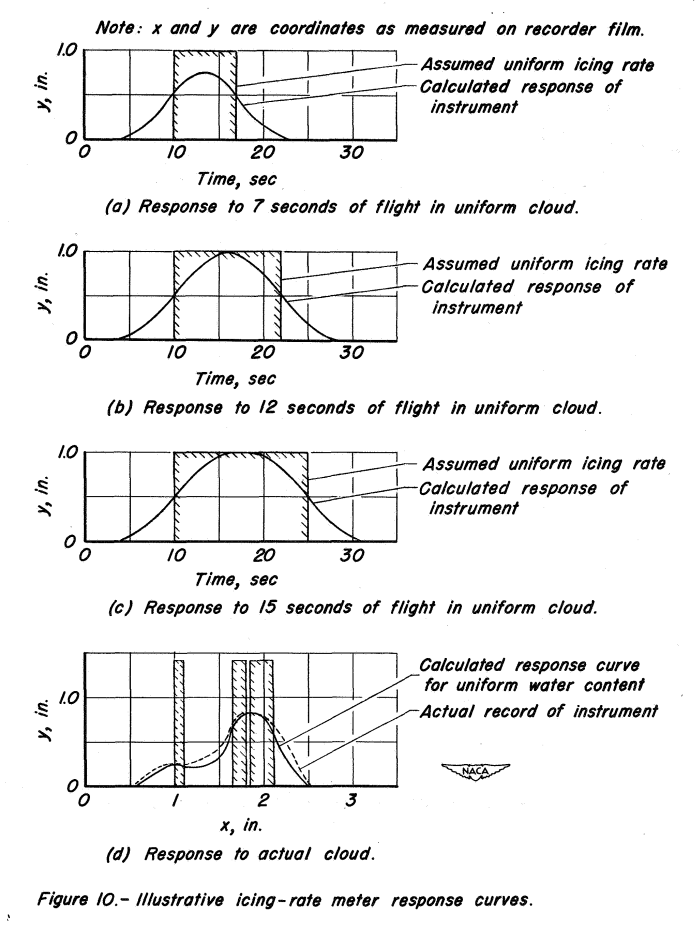 Note: x and y are coordinates as measured on recorder film.
1.0
y, in.
0
Assumed uniform icing rate
Calculated response of
instrument
0 10 20 30
Time, sec
(a) Response to 7 seconds of flight in uniform cloud.
1.0
y, in.
0
Assumed uniform icing rate
Calculated response of
instrument
0 10 20 30
Time, sec
(b) Response to 12 seconds of flight in uniform cloud.
1.0
y, in.
0
Assumed uniform icing rate
Calculated response of
instrument
0 10 20 30
Time, sec
(c) Response to 15 seconds of flight in uniform cloud.
1.0
y, in.
0
Calculated response curve
for uniform water content
Actual record of instrument
NACA
0 1 2 3
x, in.
(d) Response to actual cloud.
Figure 10.- Illustrative icing-rate meter response curves.